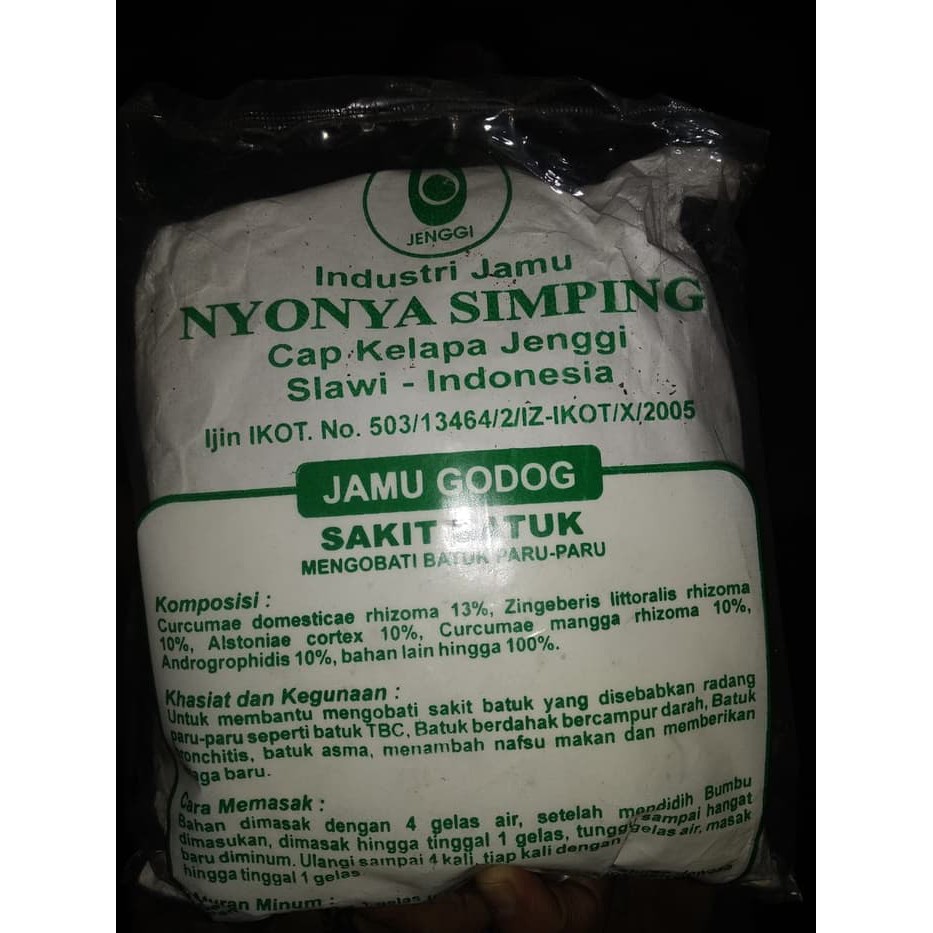 JENGGI
Industri Jamu
NYONYA SIMPING
Cap Kelapa Jenggi
Slawi - Indonesia
Ijin IKOT. No. 503/13464/2/IZ-IKOT/X/2005
JAMU GODOG
SAKIT BATUK
MENGOBATI BATUK PARU-PARU
Komposisi :
Curcumae domesticae rhizoma 13%, Zingeberis littoralis rhizoma
10%, Alstoniae cortex 10%, Curcumae mangga rhizoma 10%,
Androgrophidis 10%, bahan lain hingga 100%.
Khasiat dan Kegunaan :
Untuk membantu mengobati sakit batuk yang disebabkan radang
paru-paru seperti batuk TBC, Batuk berdahak bercampur darah, Batuk
ronchitis, batuk asma, menambah nafsu makan dan memberikan
aga baru.
Cara Memasak :
Bahan dimasak dengan 4 gelas air, setelah mendidih Bumbu
dimasukan, dimasak hingga tinggal 1 gelas, sampai hangat
baru diminum. Ulangi sampai 4 kali, tiap kali dengan gelas air, masak
hingga tinggal 1 gelas
Minum :